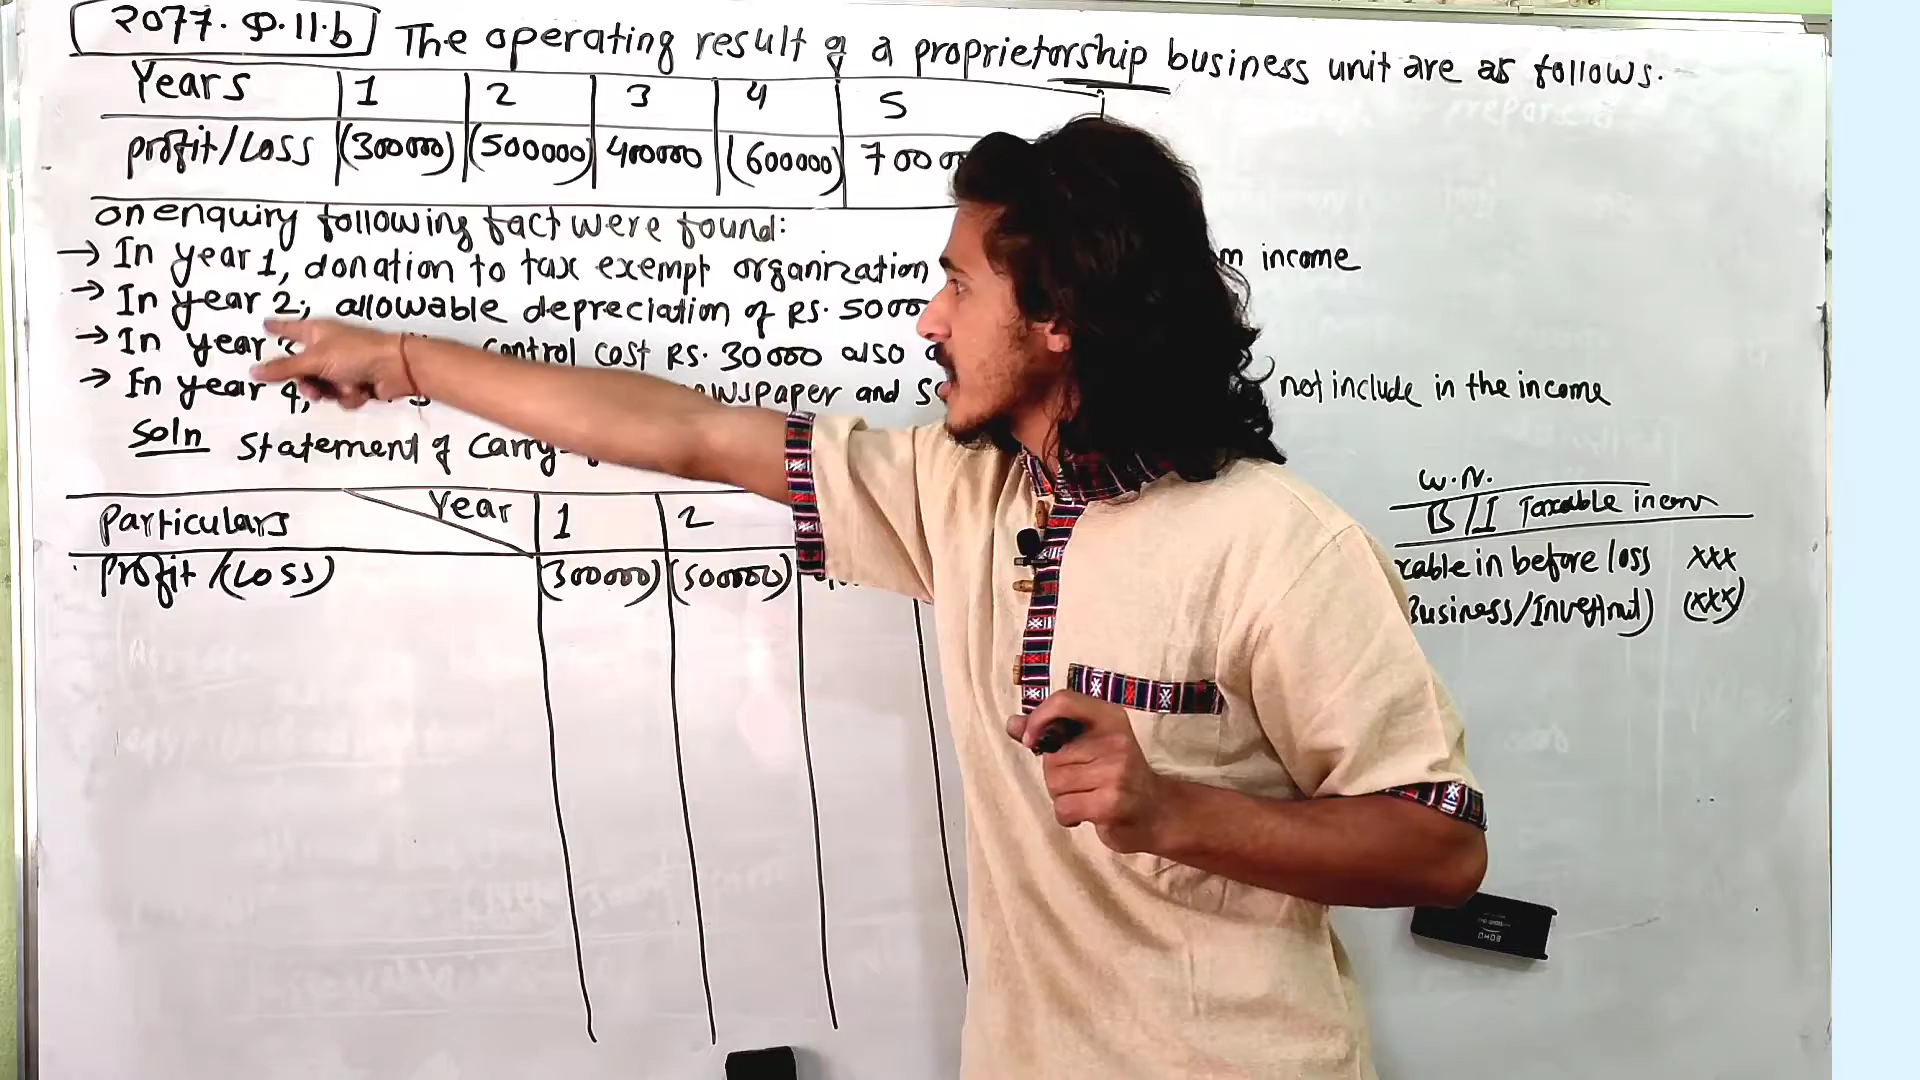 २०७७. Q.11.b The operating result of a proprietorship business unit are as follows.
Years 1 2 3 4 5
profit/Loss (300000) (500000) 400000 (600000) 7000
on enquiry following fact were found:
→ In year 1, donation to tax exempt organization income
→ In year 2, allowable depreciation of RS. 5000
→ In year control cost RS. 30000 also
→ In year 4, newspaper and not include in the income
Soln Statement of Carry
w.N.
B/I Taxable incom
Particulars Year 1 2
Profit/(Loss) (300000) (500000)
in before loss xxx
Business/Investment) (xxx)